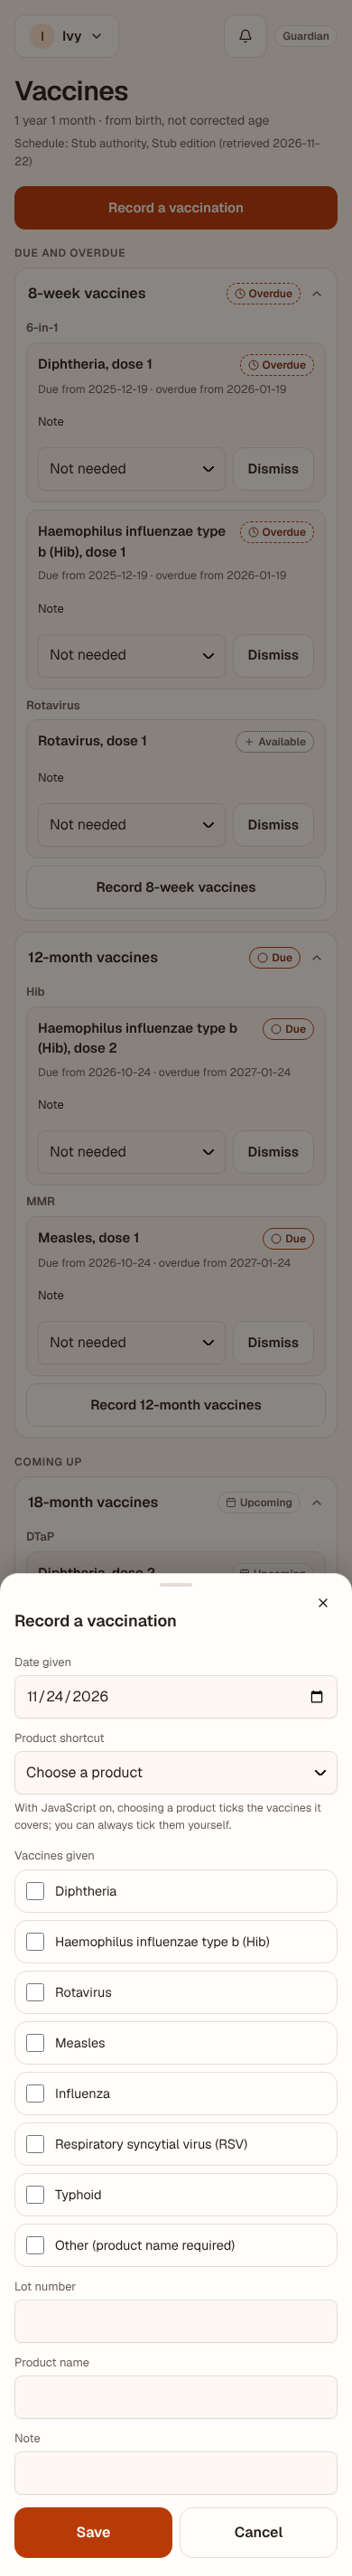 I Ivy Guardian
Vaccines
1 year 1 month · from birth, not corrected age
Schedule: Stub authority, Stub edition (retrieved 2026-11-
22)
Record a vaccination
DUE AND OVERDUE
8-week vaccines Overdue
6-in-1
Diphtheria, dose 1 Overdue
Due from 2025-12-19 · overdue from 2026-01-19
Note
Not needed Dismiss
Haemophilus influenzae type Overdue
b (Hib), dose 1
Due from 2025-12-19 · overdue from 2026-01-19
Note
Not needed Dismiss
Rotavirus
Rotavirus, dose 1 Available
Note
Not needed Dismiss
Record 8-week vaccines
12-month vaccines Due
Hib
Haemophilus influenzae type b Due
(Hib), dose 2
Due from 2026-10-24 · overdue from 2027-01-24
Note
Not needed Dismiss
MMR
Measles, dose 1 Due
Due from 2026-10-24 · overdue from 2027-01-24
Note
Not needed Dismiss
Record 12-month vaccines
COMING UP
18-month vaccines Upcoming
DTaP
Diphtheria, dose 2 Upcoming
Record a vaccination
Date given
11/24/2026
Product shortcut
Choose a product
With JavaScript on, choosing a product ticks the vaccines it
covers; you can always tick them yourself.
Vaccines given
Diphtheria
Haemophilus influenzae type b (Hib)
Rotavirus
Measles
Influenza
Respiratory syncytial virus (RSV)
Typhoid
Other (product name required)
Lot number
Product name
Note
Save Cancel